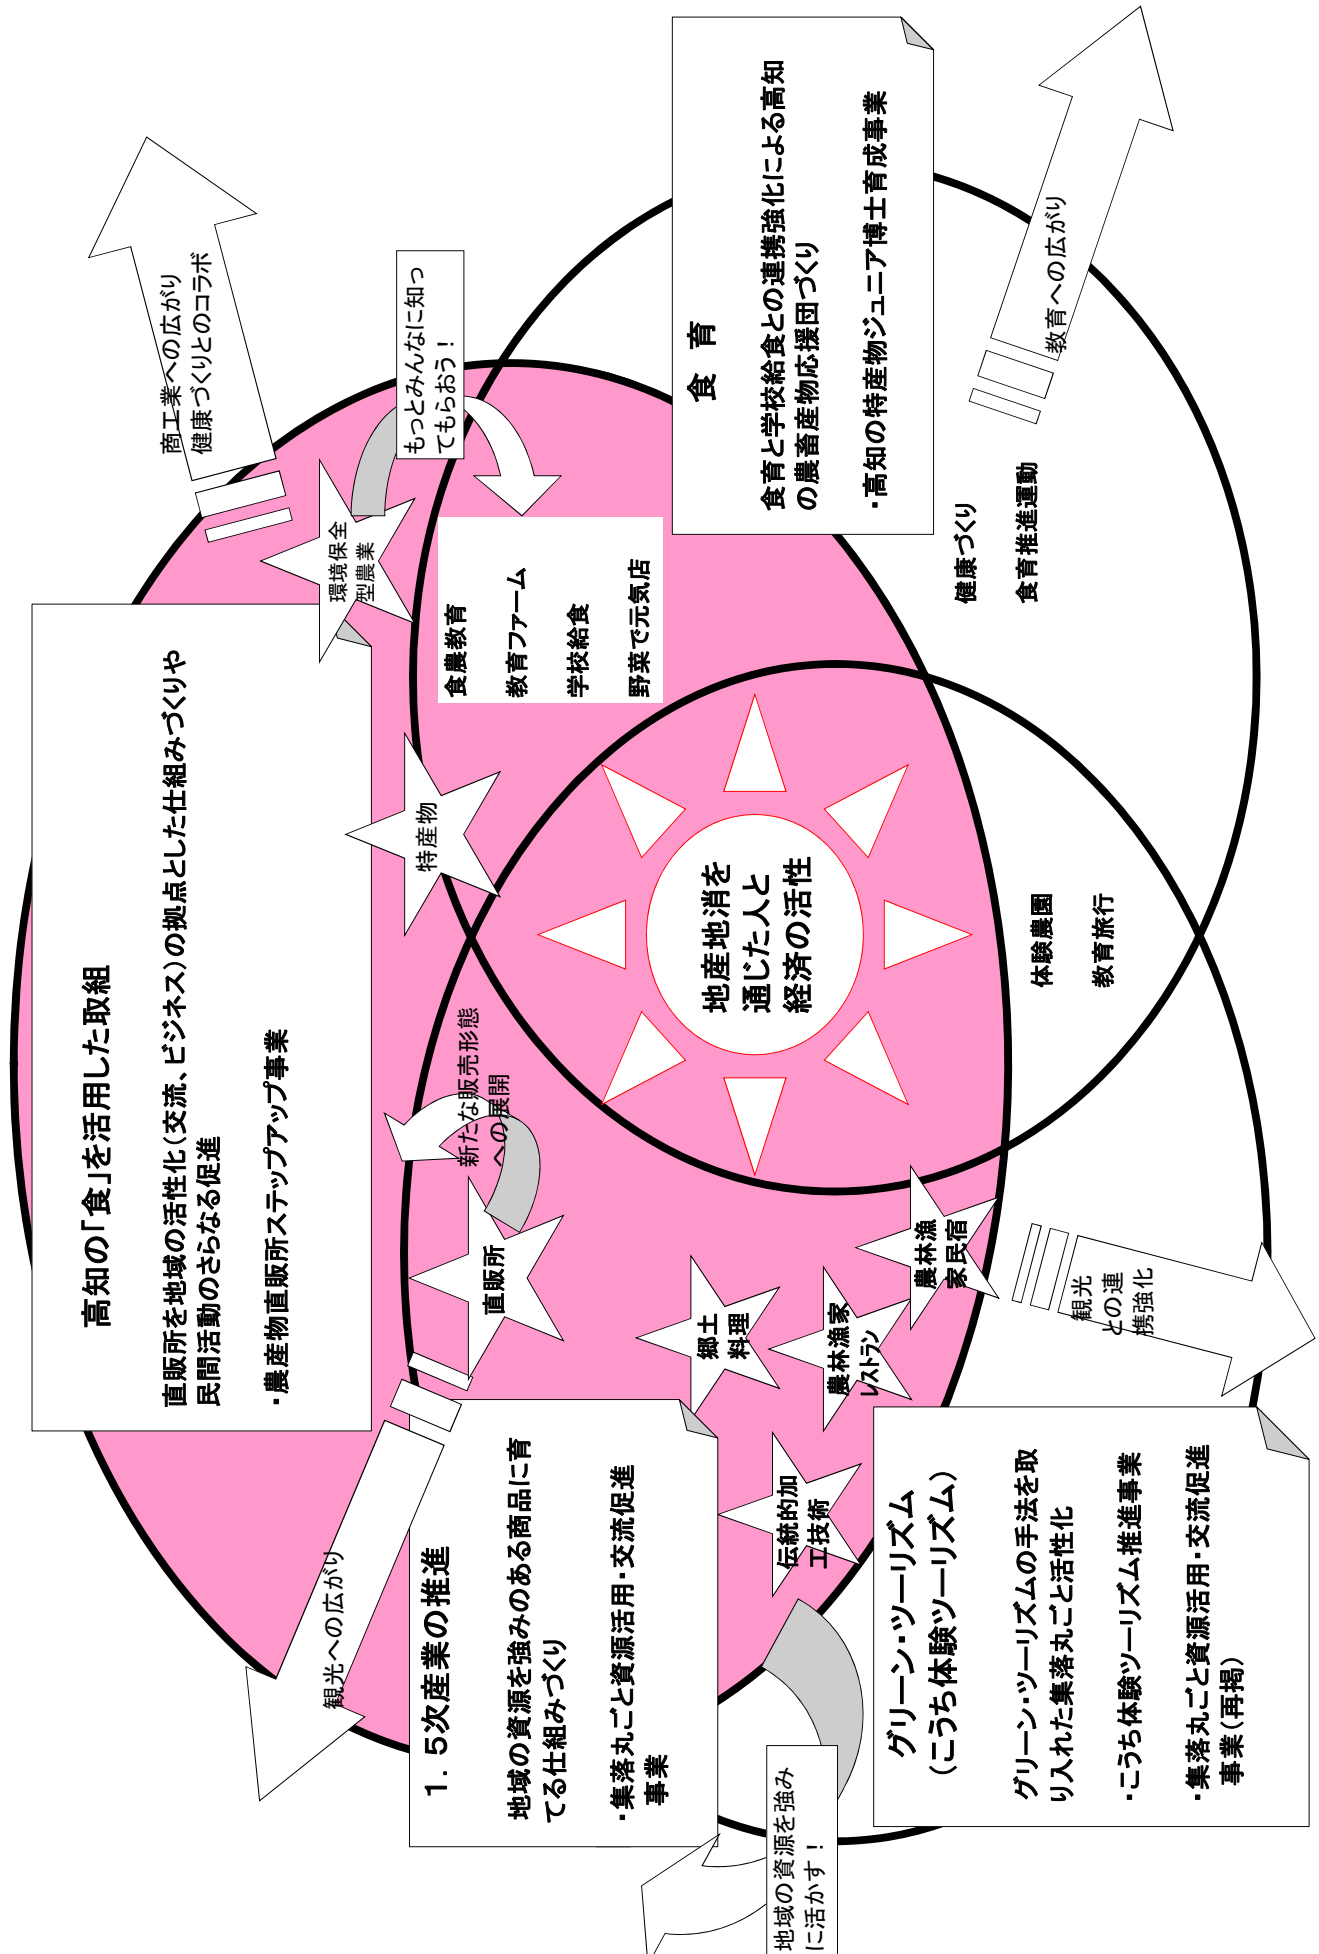 高知の「食」を活用した取組
直販所を地域の活性化(交流、ビジネス)の拠点とした仕組みづくりや
民間活動のさらなる促進
・農産物直販所ステップアップ事業
商工業への広がり
健康づくりとのコラボ
観光への広がり
環境保全
型農業
もっとみんなに知っ
てもらおう!
特産物
新たな販売形態
への展開
直販所
食農教育
教育ファーム
学校給食
野菜で元気店
1.5次産業の推進
地域の資源を強みのある商品に育
てる仕組みづくり
・集落丸ごと資源活用・交流促進
事業
郷土
料理
伝統的加
工技術
農林漁家
レストラン
農林漁
家民宿
地産地消を
通じた人と
経済の活性
食 育
食育と学校給食との連携強化による高知
の農畜産物応援団づくり
・高知の特産物ジュニア博士育成事業
健康づくり
食育推進運動
教育への広がり
体験農園
教育旅行
観光
との連
携強化
地域の資源を強み
に活かす!
グリーン・ツーリズム
(こうち体験ツーリズム)
グリーン・ツーリズムの手法を取
り入れた集落丸ごと活性化
・こうち体験ツーリズム推進事業
・集落丸ごと資源活用・交流促進
事業(再掲)